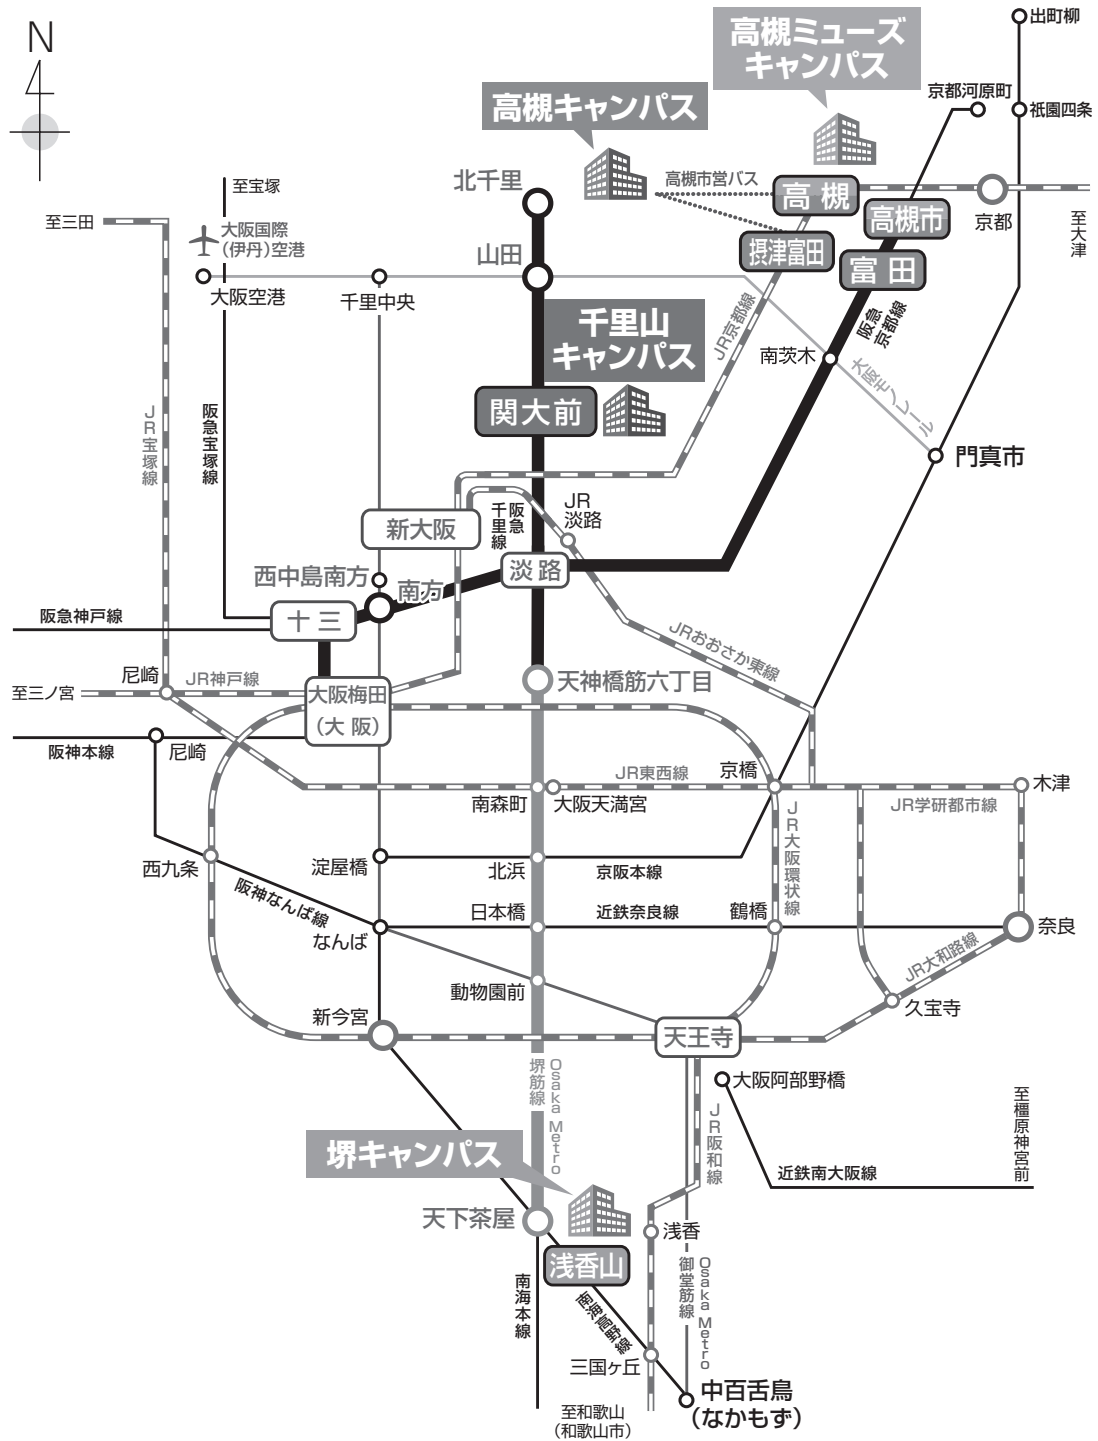 N
出町柳
高槻ミューズ
キャンパス
高槻キャンパス
京都河原町
祇園四条
北千里
至宝塚
高槻市営バス
高槻
高槻市
京都
至大津
至三田
大阪国際
(伊丹)空港
山田
摂津富田
富田
大阪空港
千里中央
千里山
キャンパス
JR京都線
阪急
京都線
南茨木
大阪モノレール
関大前
JR宝塚線
阪急宝塚線
門真市
新大阪
阪急
千里線
JR
淡路
淡路
西中島南方
南方
阪急神戸線
十三
JRおおさか東線
尼崎
JR神戸線
至三ノ宮
大阪梅田
(大阪)
天神橋筋六丁目
阪神本線
尼崎
JR東西線
京橋
南森町
大阪天満宮
木津
JR学研都市線
JR大阪環状線
西九条
淀屋橋
北浜
京阪本線
阪神なんば線
日本橋
近鉄奈良線
鶴橋
なんば
奈良
JR大和路線
動物園前
久宝寺
新今宮
天王寺
Osaka Metro
堺筋線
大阪阿部野橋
JR阪和線
至橿原神宮前
近鉄南大阪線
堺キャンパス
天下茶屋
浅香
浅香山
Osaka Metro
御堂筋線
南海本線
南海高野線
三国ヶ丘
中百舌鳥
(なかもず)
至和歌山
(和歌山市)